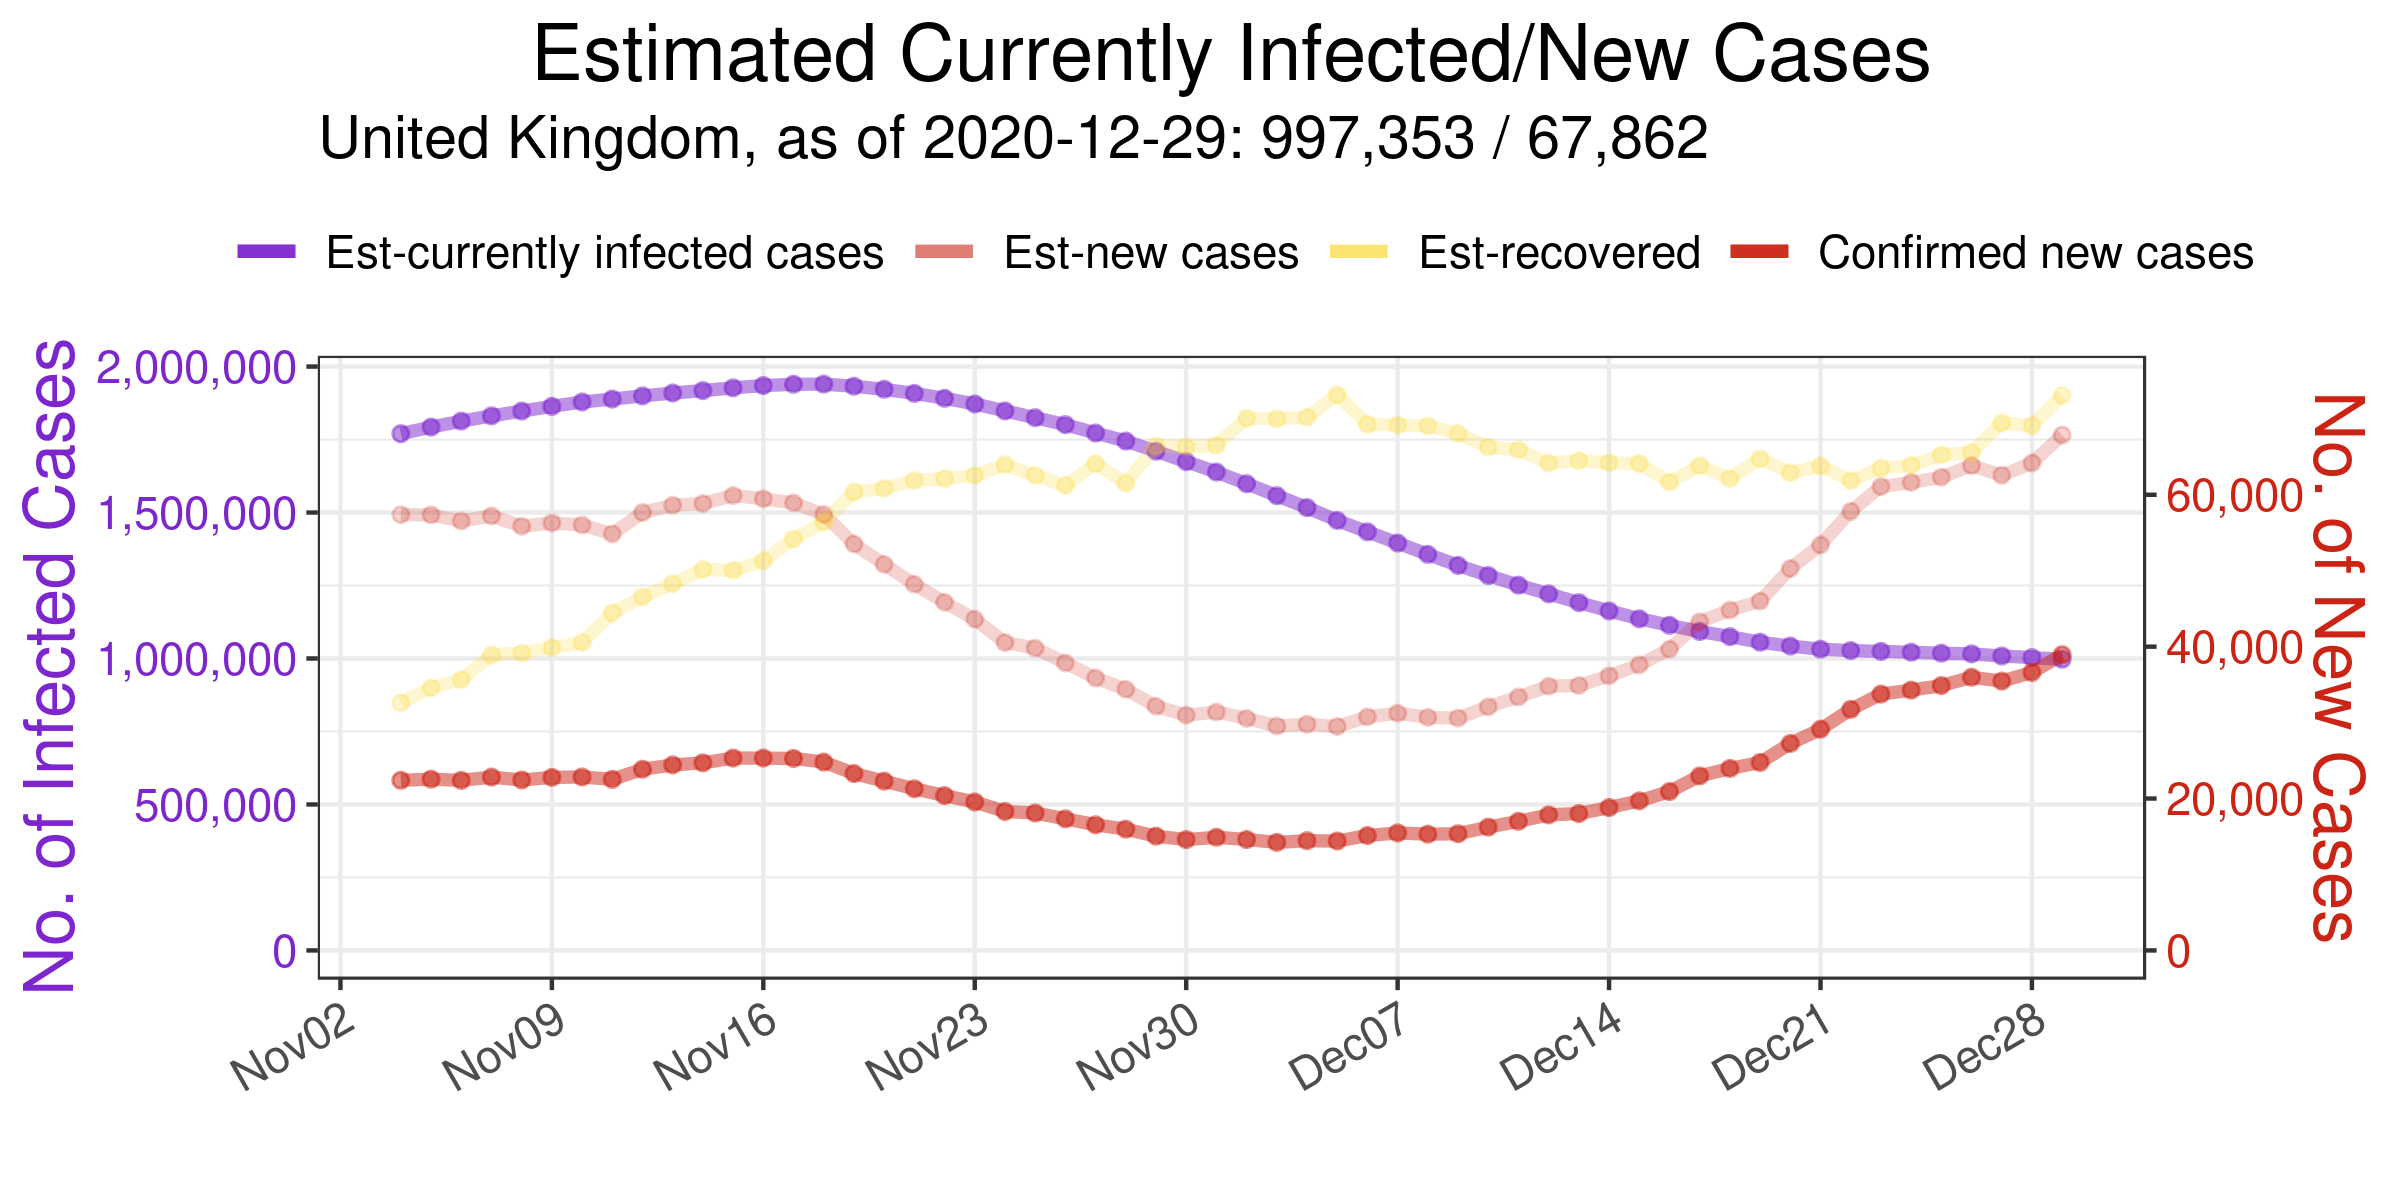 Estimated Currently Infected/New Cases
United Kingdom, as of 2020-12-29: 997,353 / 67,862
Est-currently infected cases Est-new cases Est-recovered Confirmed new cases
No. of Infected Cases
2,000,000
1,500,000
1,000,000
500,000
0
60,000
40,000
20,000
0
No. of New Cases
Nov02 Nov09 Nov16 Nov23 Nov30 Dec07 Dec14 Dec21 Dec28